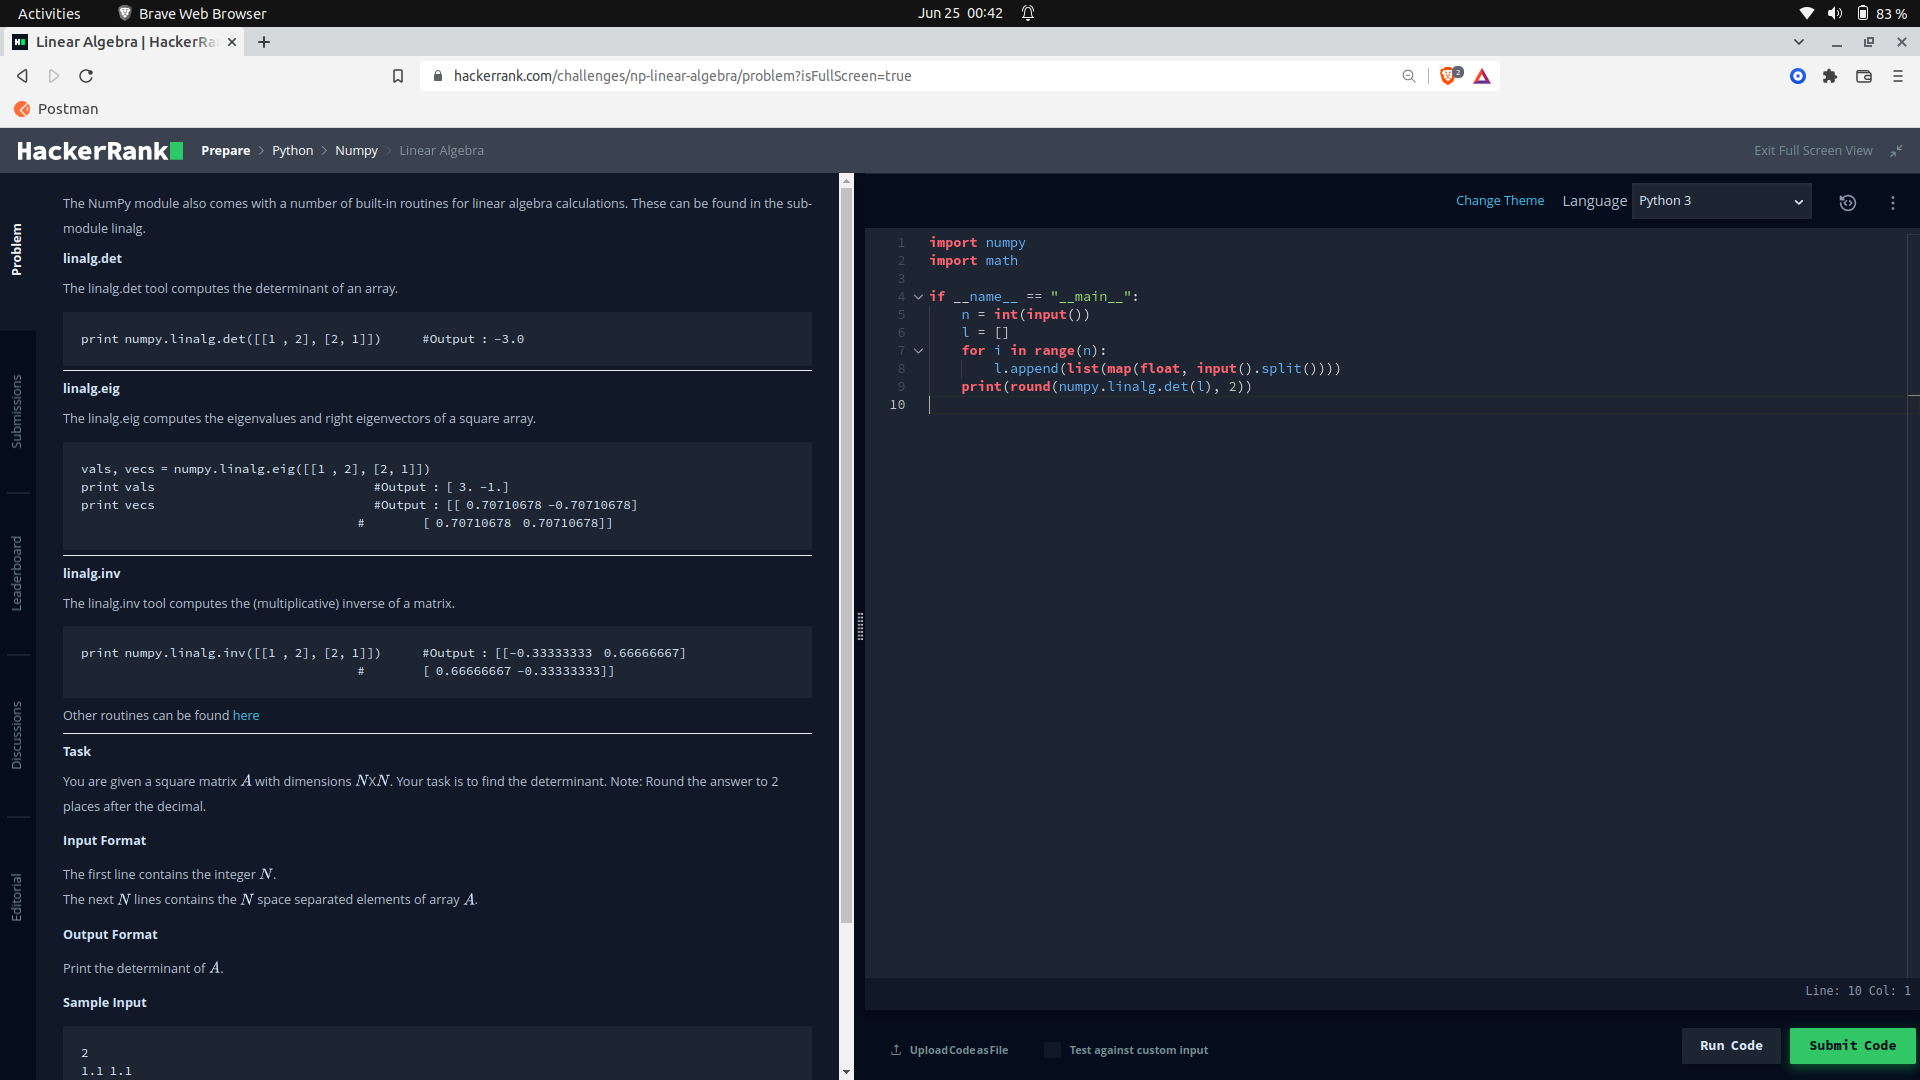 Activities
Brave Web Browser
Jun 25 00:42
83 %
Linear Algebra | HackerRa
hackerrank.com/challenges/np-linear-algebra/problem?isFullScreen=true
2
Postman
HackerRank
Prepare > Python > Numpy > Linear Algebra
Exit Full Screen View
Problem
Submissions
Leaderboard
Discussions
Editorial
The NumPy module also comes with a number of built-in routines for linear algebra calculations. These can be found in the sub-
module linalg.
linalg.det
The linalg.det tool computes the determinant of an array.
print numpy.linalg.det([[1 , 2], [2, 1]]) #Output : -3.0
linalg.eig
The linalg.eig computes the eigenvalues and right eigenvectors of a square array.
vals, vecs = numpy.linalg.eig([[1 , 2], [2, 1]])
print vals #Output : [ 3. -1.]
print vecs #Output : [[ 0.70710678 -0.70710678]
# [ 0.70710678 0.70710678]]
linalg.inv
The linalg.inv tool computes the (multiplicative) inverse of a matrix.
print numpy.linalg.inv([[1 , 2], [2, 1]]) #Output : [[-0.33333333 0.66666667]
# [ 0.66666667 -0.33333333]]
Other routines can be found here
Task
You are given a square matrix A with dimensions NXN. Your task is to find the determinant. Note: Round the answer to 2
places after the decimal.
Input Format
The first line contains the integer N.
The next N lines contains the N space separated elements of array A.
Output Format
Print the determinant of A.
Sample Input
2
1.1 1.1
Change Theme
Language
Python 3
1 import numpy
2 import math
3
4 if __name__ == "__main__":
5 n = int(input())
6 l = []
7 for i in range(n):
8 l.append(list(map(float, input().split())))
9 print(round(numpy.linalg.det(l), 2))
10
Line: 10 Col: 1
Upload Code as File
Test against custom input
Run Code
Submit Code